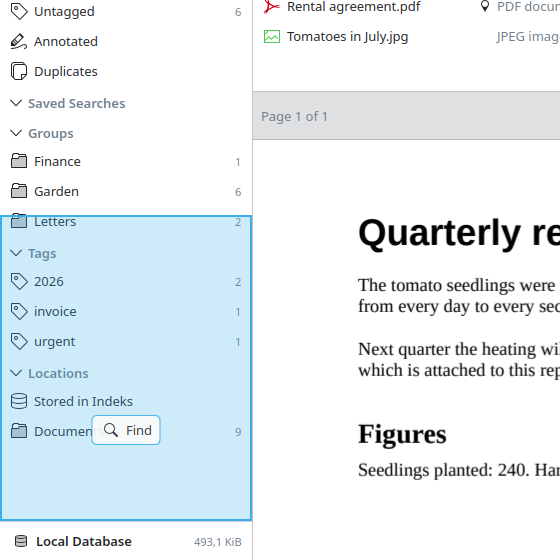 Untagged 6
Annotated
Duplicates
Saved Searches
Groups
Finance 1
Garden 6
Letters 2
Tags
2026 2
invoice 1
urgent 1
Locations
Stored in Indeks
Documen 9
Find
Local Database 493,1 KiB
Rental agreement.pdf PDF docum
Tomatoes in July.jpg JPEG imag
Page 1 of 1
Quarterly re
The tomato seedlings were
from every day to every sec
Next quarter the heating wi
which is attached to this rep
Figures
Seedlings planted: 240. Har